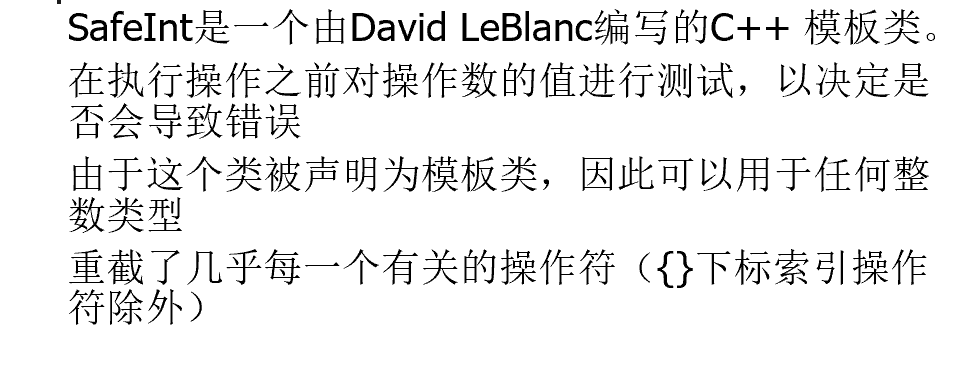 SafeInt是一个由David LeBlanc编写的C++ 模板类。
在执行操作之前对操作数的值进行测试，以决定是
否会导致错误
由于这个类被声明为模板类，因此可以用于任何整
数类型
重截了几乎每一个有关的操作符（{}下标索引操作
符除外）